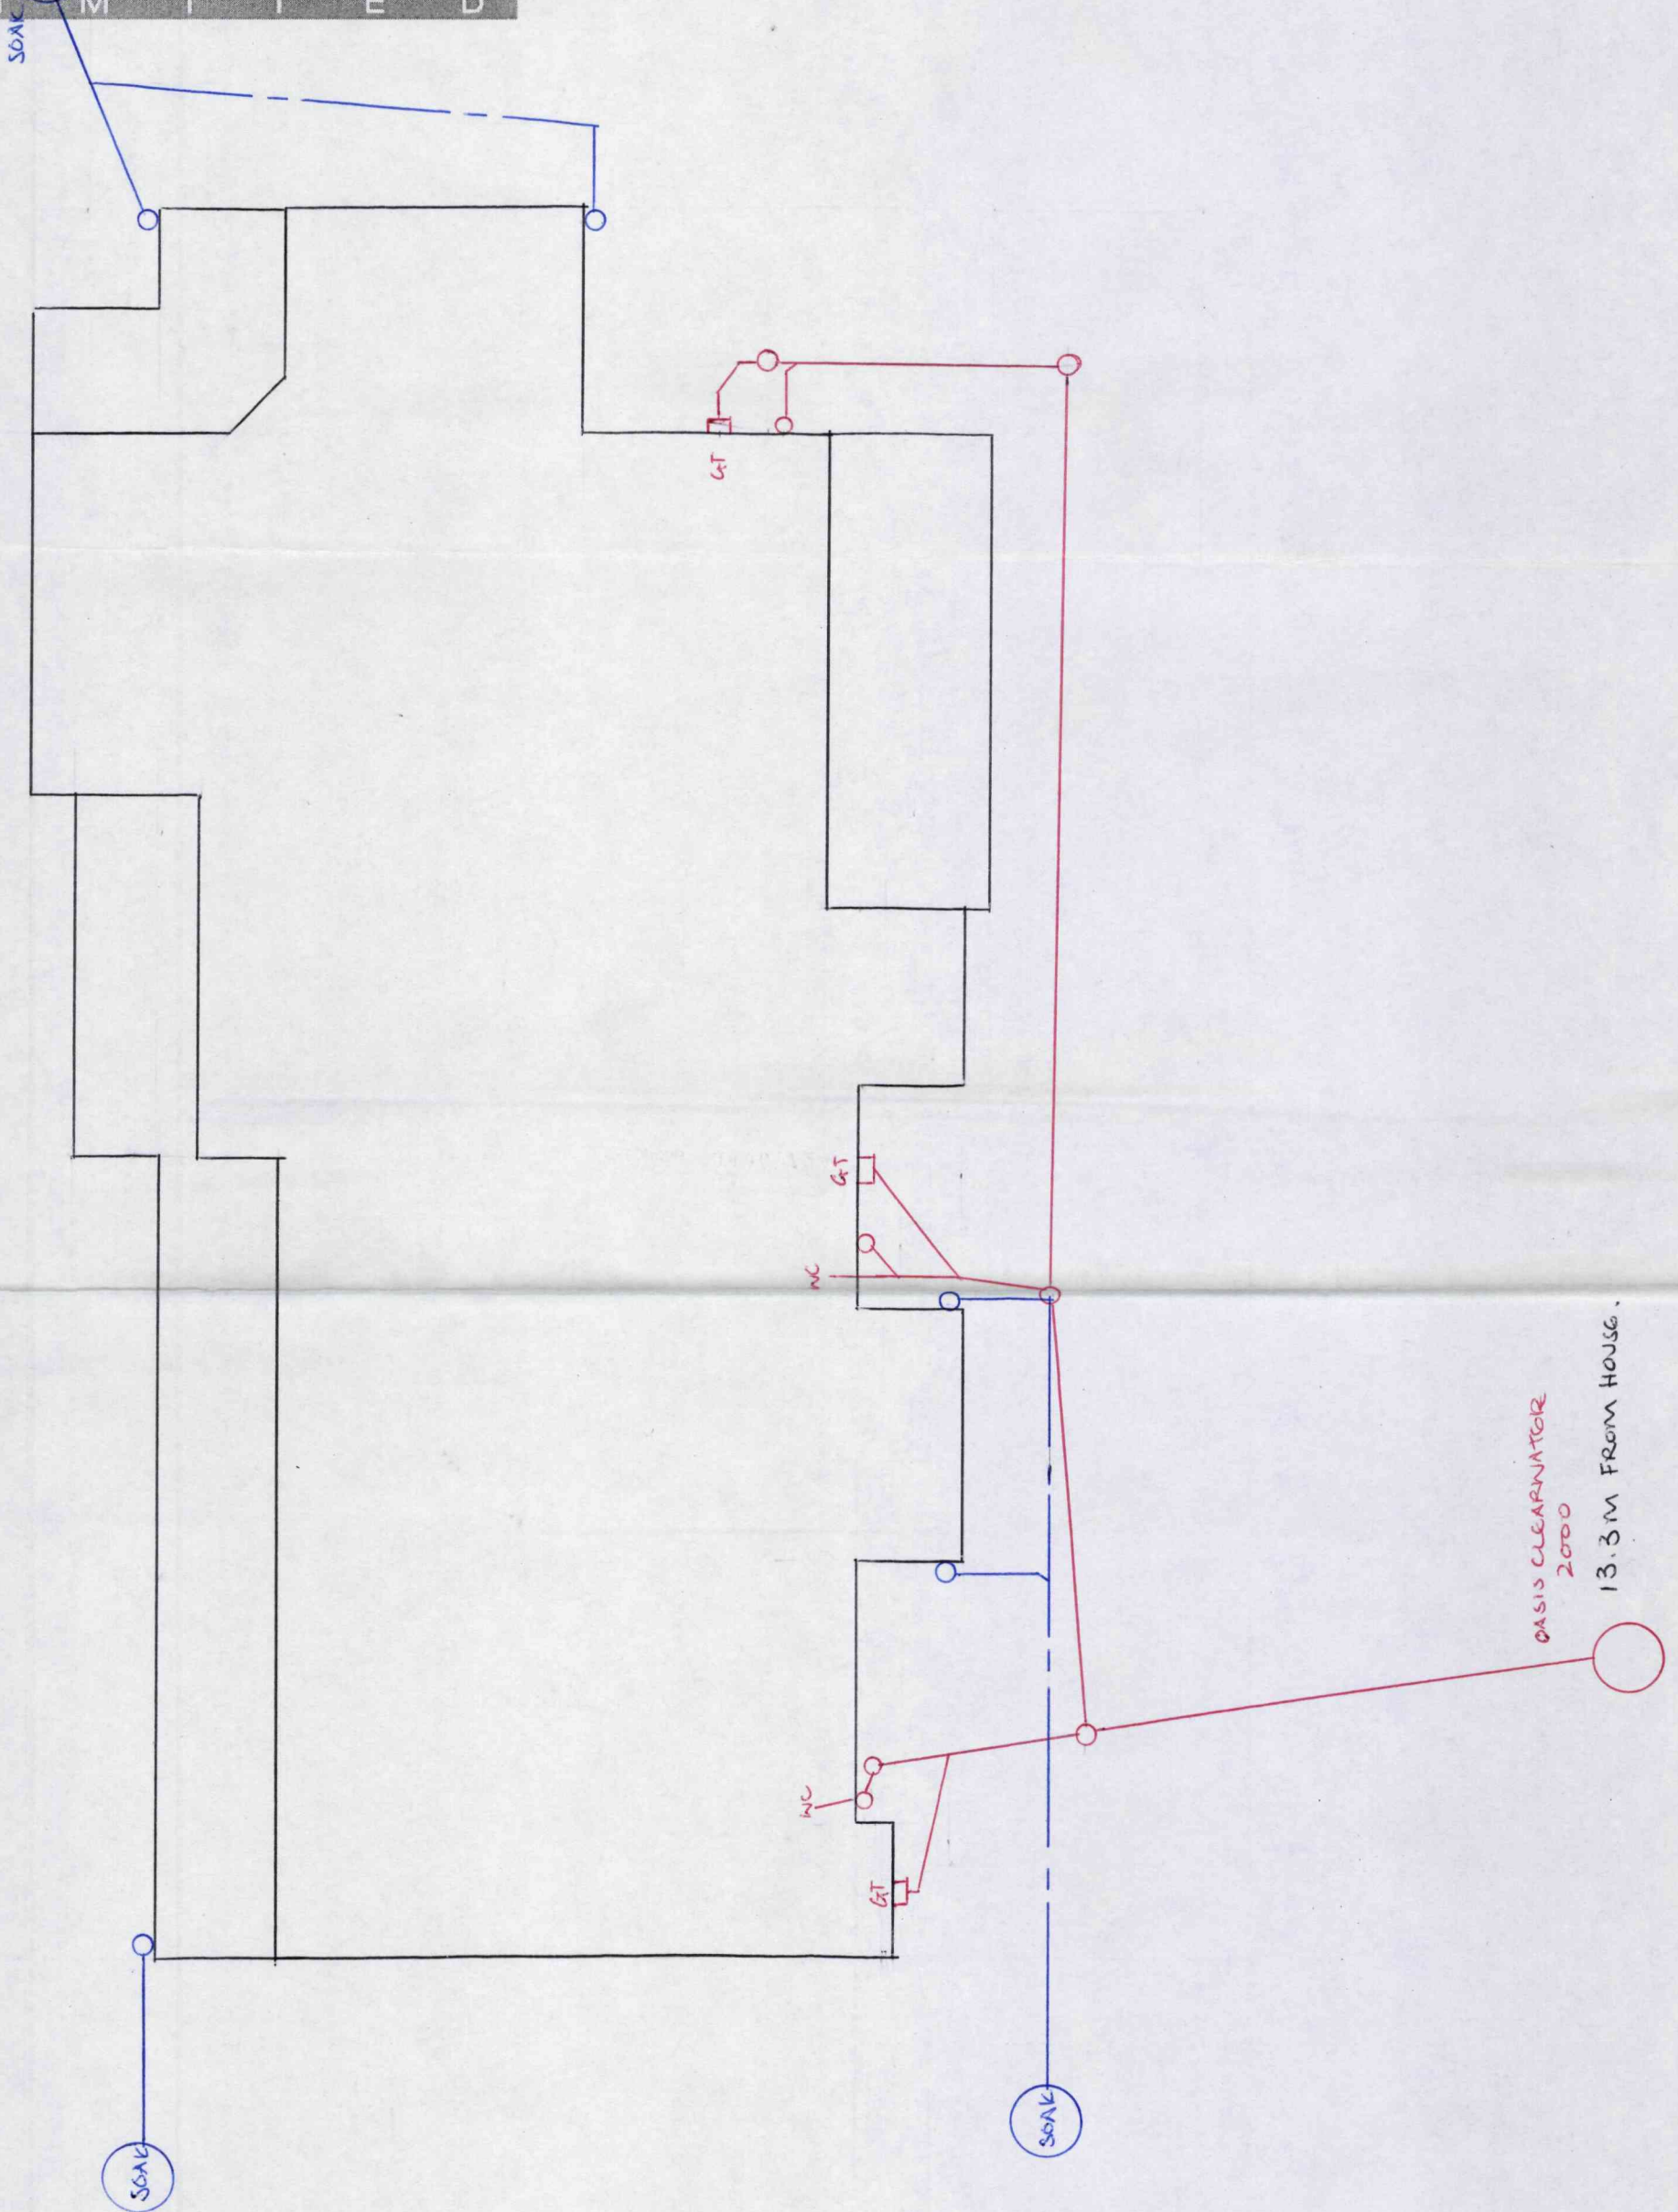 SOAK
M I T E D
GT
GT
WC
WC
GT
OASIS CLEARWATER
2000
13.3M FROM HOUSE.
SOAK
SOAK